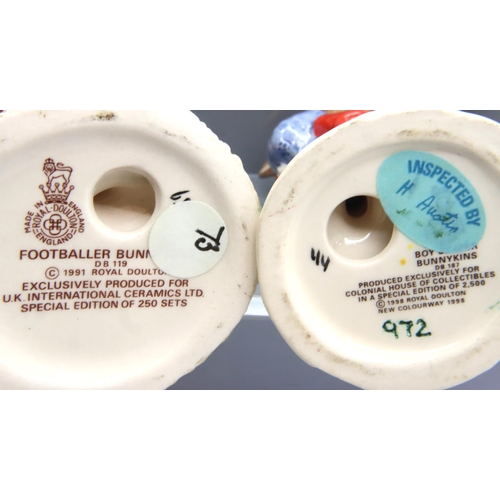 MADE IN ENGLAND
ROYAL DOULTON
ENGLAND
FOOTBALLER BUNN
DB 119
© 1991 ROYAL DOULTON
EXCLUSIVELY PRODUCED FOR
U.K. INTERNATIONAL CERAMICS LTD.
SPECIAL EDITION OF 250 SETS
73
INSPECTED BY
H Austin
44
BOY
BUNNYKINS
DB 187
PRODUCED EXCLUSIVELY FOR
COLONIAL HOUSE OF COLLECTIBLES
IN A SPECIAL EDITION OF 2,500
© 1998 ROYAL DOULTON
NEW COLOURWAY 1998
972